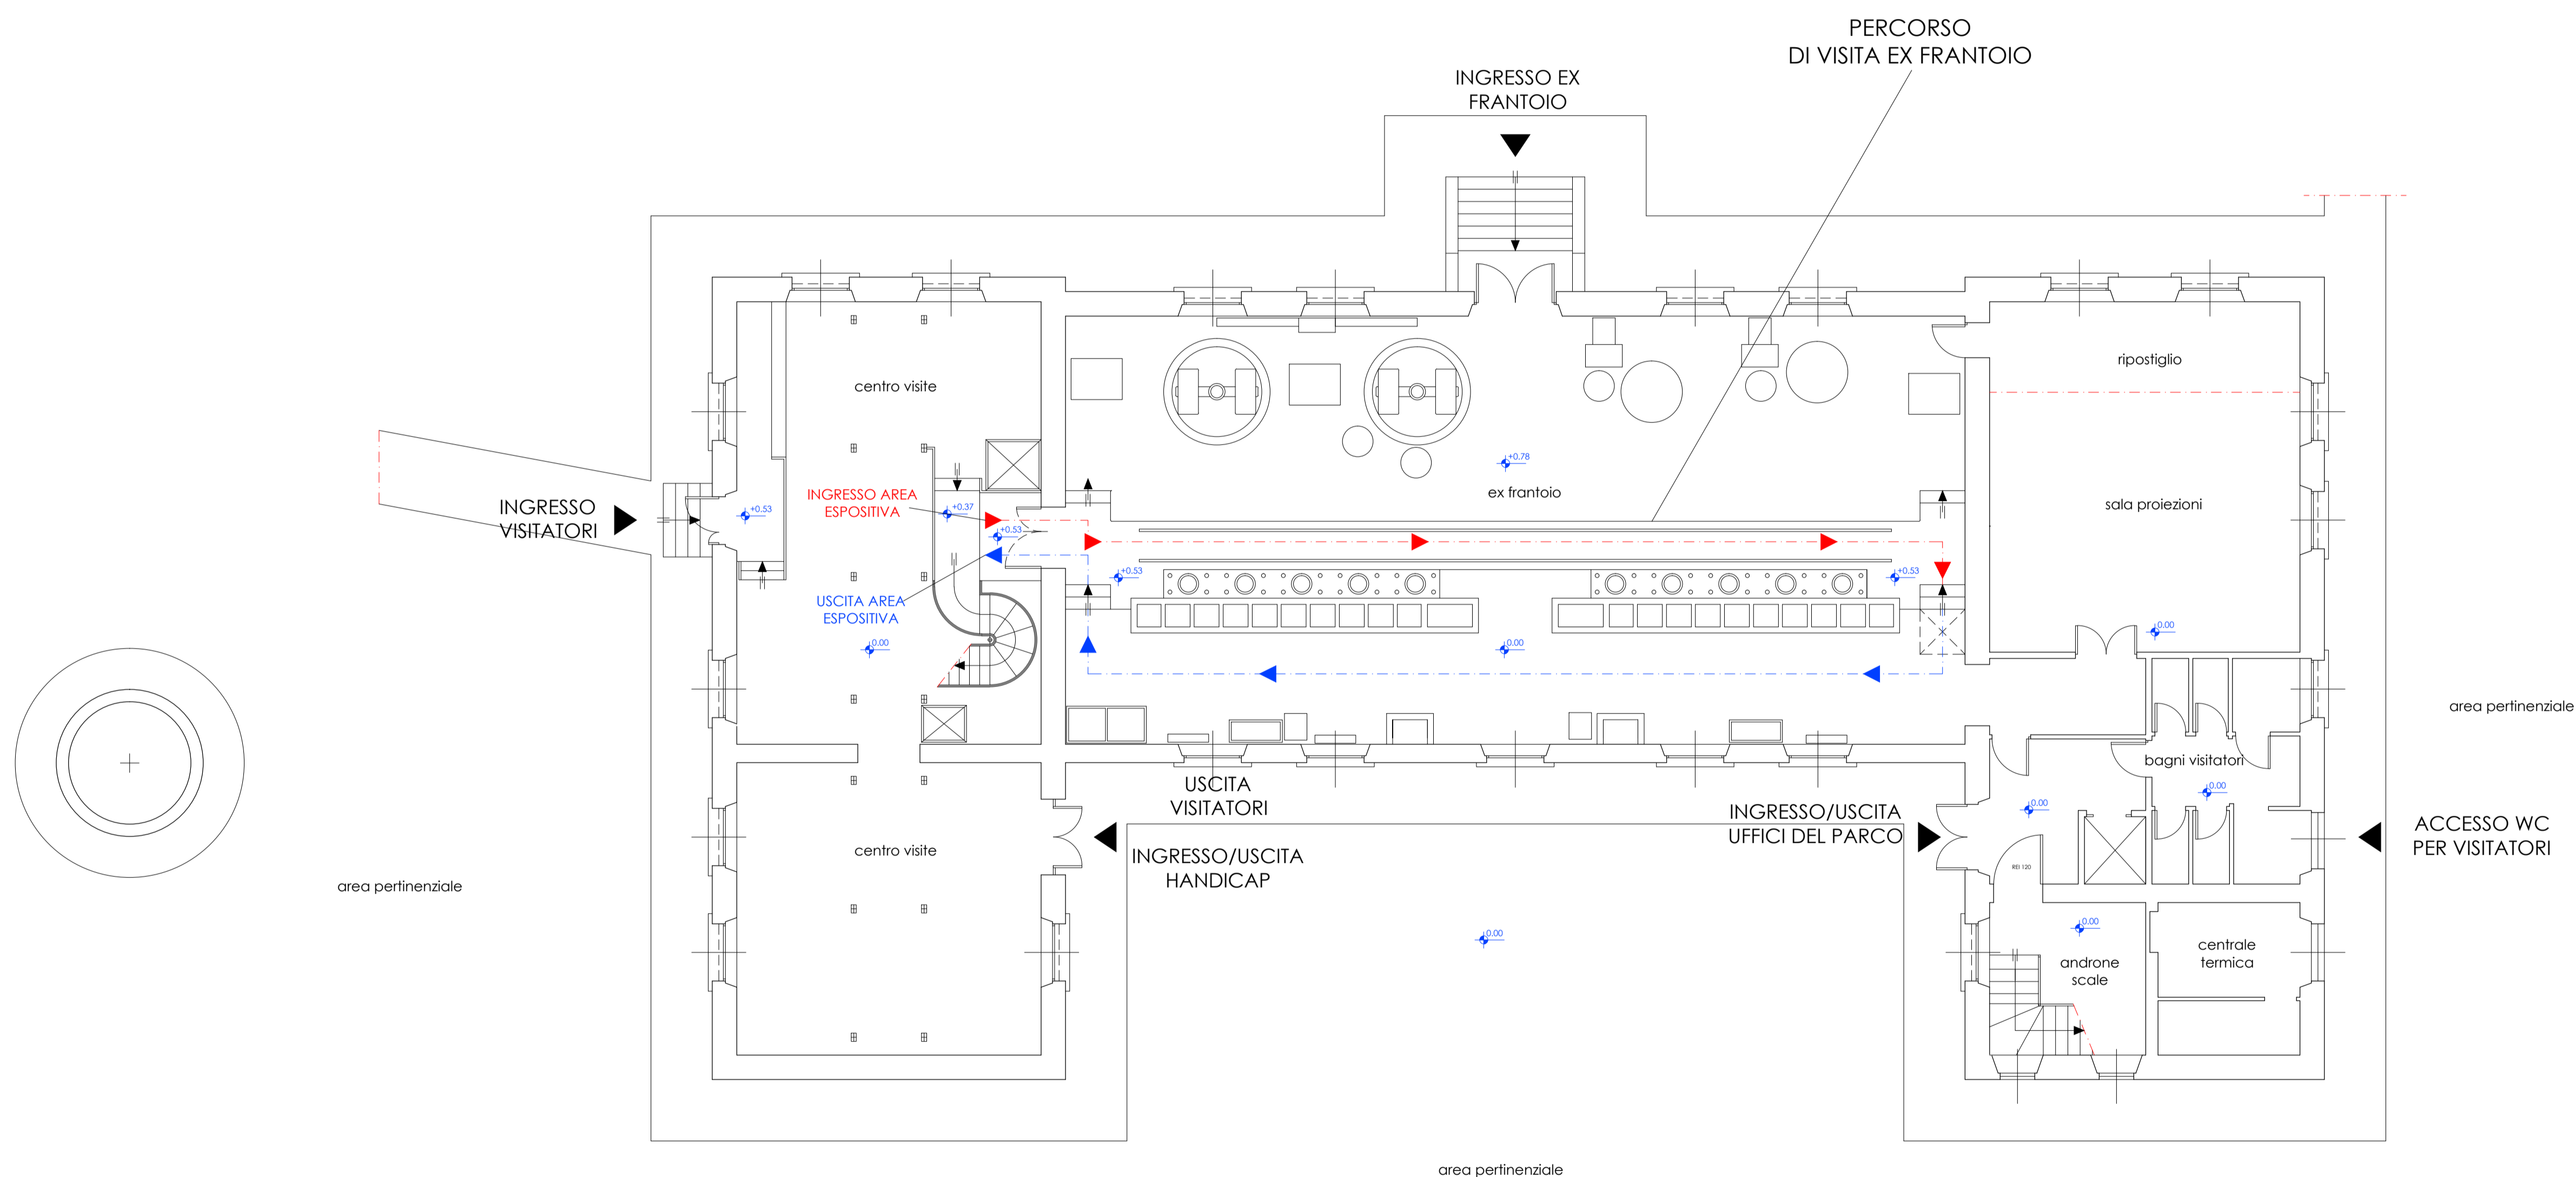 PERCORSO
DI VISITA EX FRANTOIO
INGRESSO EX
FRANTOIO
ripostiglio
centro visite
+0.78
INGRESSO AREA
ESPOSITIVA
ex frantoio
INGRESSO
VISITATORI
+0.53
+0.37
+0.53
sala proiezioni
+0.53
+0.53
USCITA AREA
ESPOSITIVA
0.00
0.00
0.00
area pertinenziale
bagni visitatori
0.00
USCITA
VISITATORI
0.00
INGRESSO/USCITA
UFFICI DEL PARCO
ACCESSO WC
PER VISITATORI
centro visite
INGRESSO/USCITA
HANDICAP
REI 120
area pertinenziale
0.00
0.00
centrale
termica
androne
scale
area pertinenziale